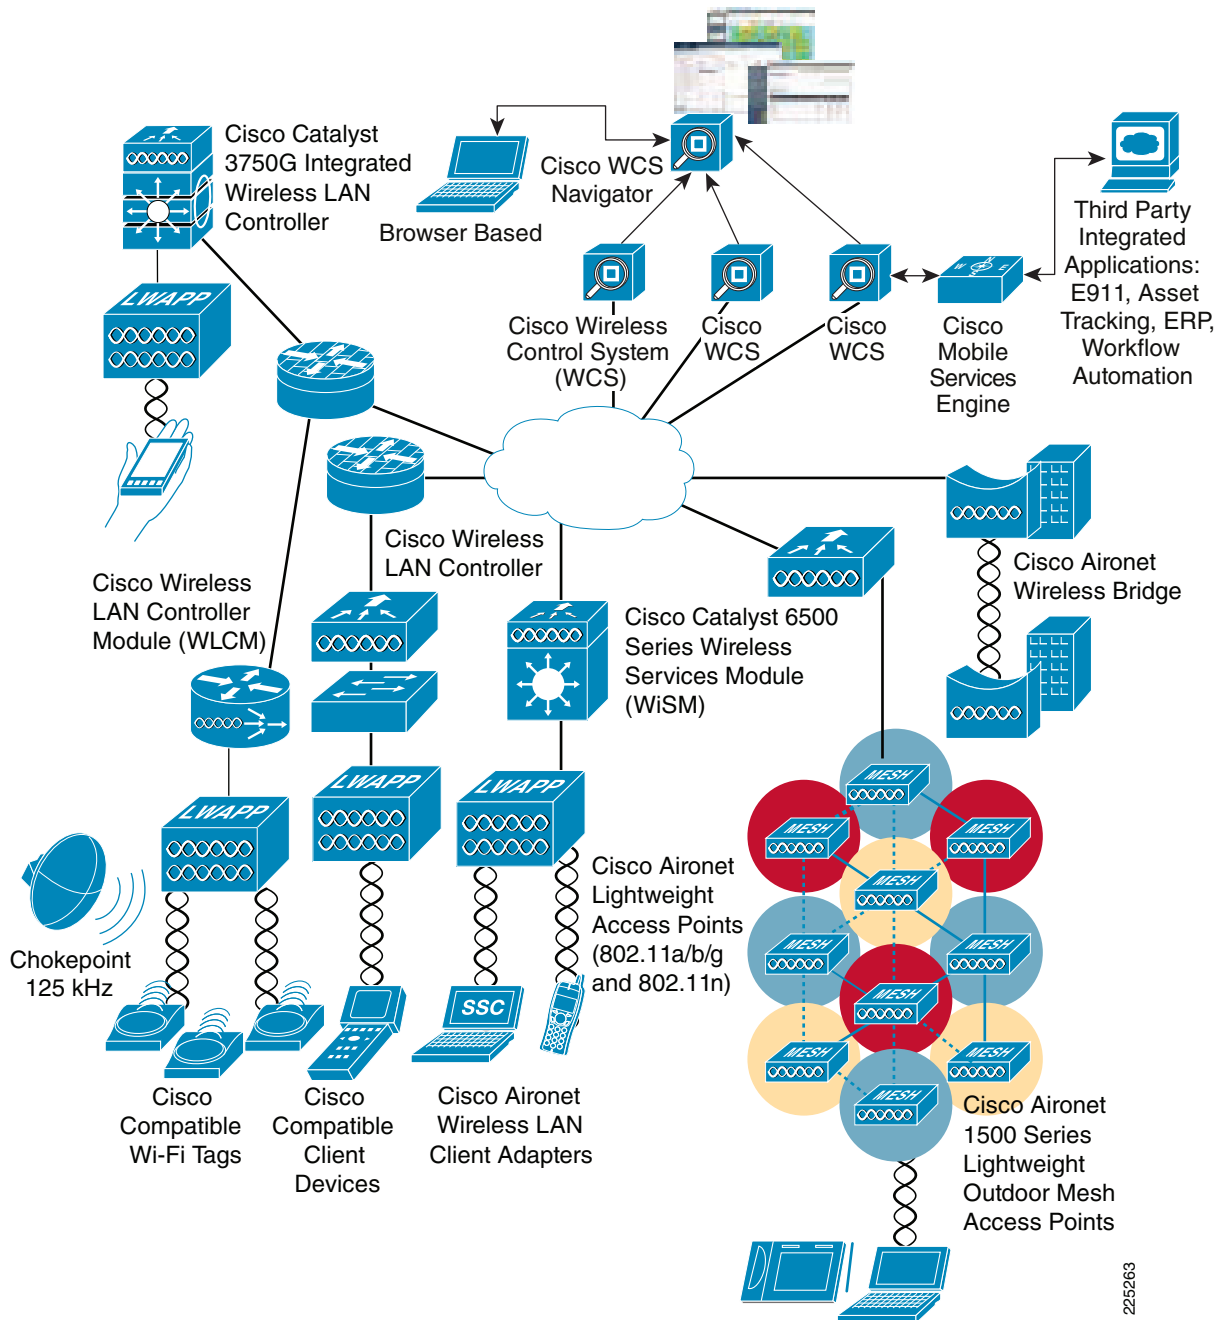 Cisco Catalyst
3750G Integrated
Wireless LAN
Controller
Browser Based
Cisco WCS
Navigator
Third Party
Integrated
Applications:
E911, Asset
Tracking, ERP,
Workflow
Automation
Cisco Wireless
Control System
(WCS)
Cisco
WCS
Cisco
WCS
Cisco
Mobile
Services
Engine
W
N
S
LWAPP
Cisco Wireless
LAN Controller
Cisco Wireless
LAN Controller
Module (WLCM)
Cisco Catalyst 6500
Series Wireless
Services Module
(WiSM)
Cisco Aironet
Wireless Bridge
LWAPP
LWAPP
LWAPP
Cisco Aironet
Lightweight
Access Points
(802.11a/b/g
and 802.11n)
Chokepoint
125 kHz
SSC
Cisco
Compatible
Wi-Fi Tags
Cisco
Compatible
Client
Devices
Cisco Aironet
Wireless LAN
Client Adapters
MESH
MESH
MESH
MESH
MESH
MESH
MESH
MESH
MESH
MESH
Cisco Aironet
1500 Series
Lightweight
Outdoor Mesh
Access Points
225263